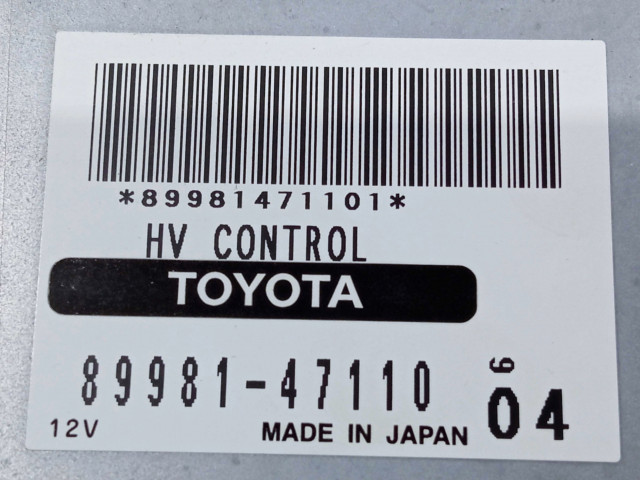 *89981471101*
HV CONTROL
TOYOTA
89981-47110
6
04
12V
MADE IN JAPAN